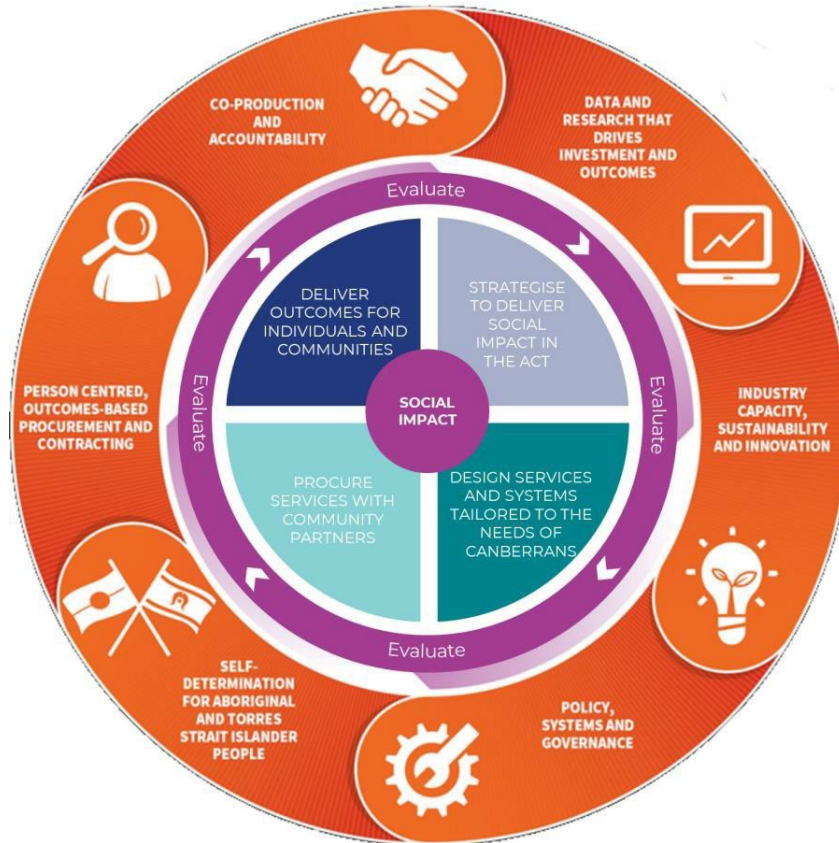 CO-PRODUCTION
AND
ACCOUNTABILITY
DATA AND
RESEARCH THAT
DRIVES
INVESTMENT AND
OUTCOMES
INDUSTRY
CAPACITY,
SUSTAINABILITY
AND INNOVATION
POLICY,
SYSTEMS AND
GOVERNANCE
SELF-
DETERMINATION
FOR ABORIGINAL
AND TORRES
STRAIT ISLANDER
PEOPLE
PERSON CENTRED,
OUTCOMES-BASED
PROCUREMENT AND
CONTRACTING
Evaluate
Evaluate
Evaluate
Evaluate
DELIVER
OUTCOMES FOR
INDIVIDUALS AND
COMMUNITIES
STRATEGISE
TO DELIVER
SOCIAL
IMPACT IN
THE ACT
DESIGN SERVICES
AND SYSTEMS
TAILORED TO THE
NEEDS OF
CANBERRANS
PROCURE
SERVICES WITH
COMMUNITY
PARTNERS
SOCIAL
IMPACT